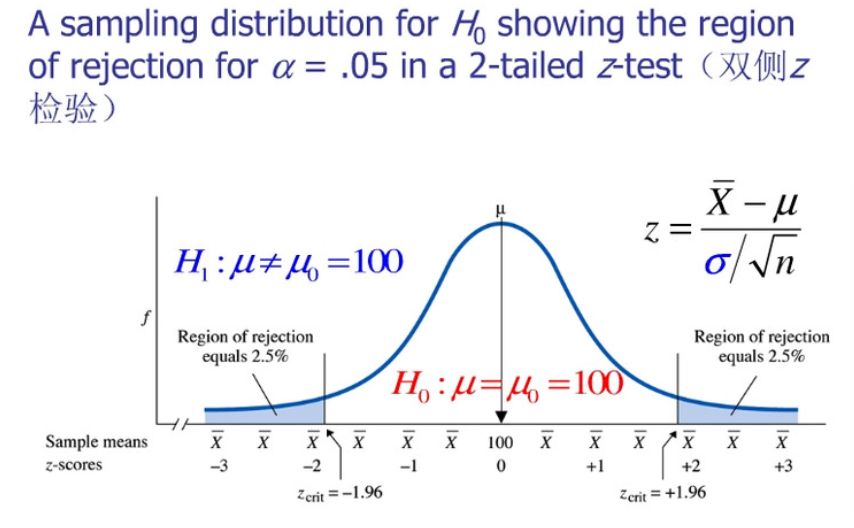 A sampling distribution for H₀ showing the region
of rejection for α = .05 in a 2-tailed z-test（双侧z
检验）
μ
z = (X̄ − μ) / (σ/√n)
H₁ : μ ≠ μ₀ = 100
f
Region of rejection
equals 2.5%
Region of rejection
equals 2.5%
H₀ : μ = μ₀ = 100
Sample means X̄ X̄ X̄ X̄ X̄ X̄ 100 X̄ X̄ X̄ X̄ X̄ X̄
z-scores −3 −2 −1 0 +1 +2 +3
z_crit = −1.96 z_crit = +1.96